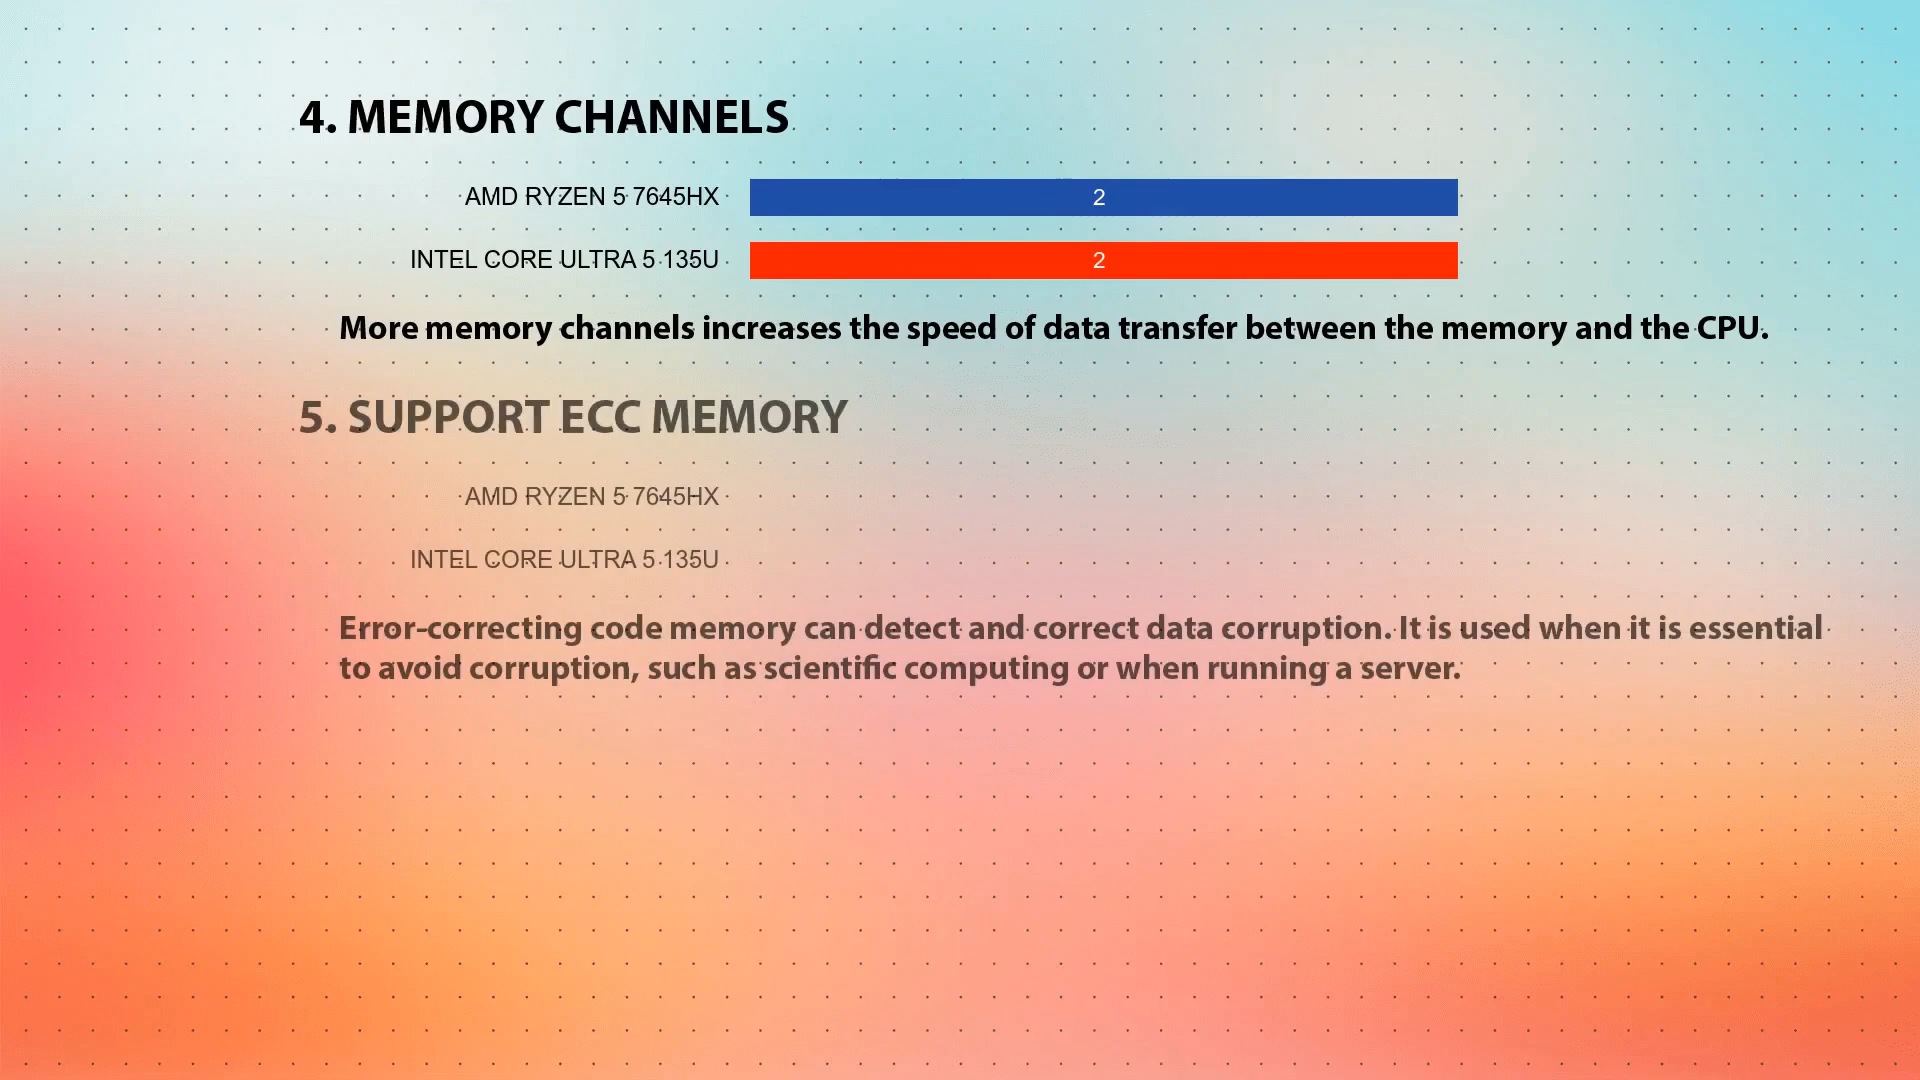 4. MEMORY CHANNELS
AMD RYZEN 5 7645HX
2
INTEL CORE ULTRA 5 135U
2
More memory channels increases the speed of data transfer between the memory and the CPU.
5. SUPPORT ECC MEMORY
AMD RYZEN 5 7645HX
INTEL CORE ULTRA 5 135U
Error-correcting code memory can detect and correct data corruption. It is used when it is essential
to avoid corruption, such as scientific computing or when running a server.